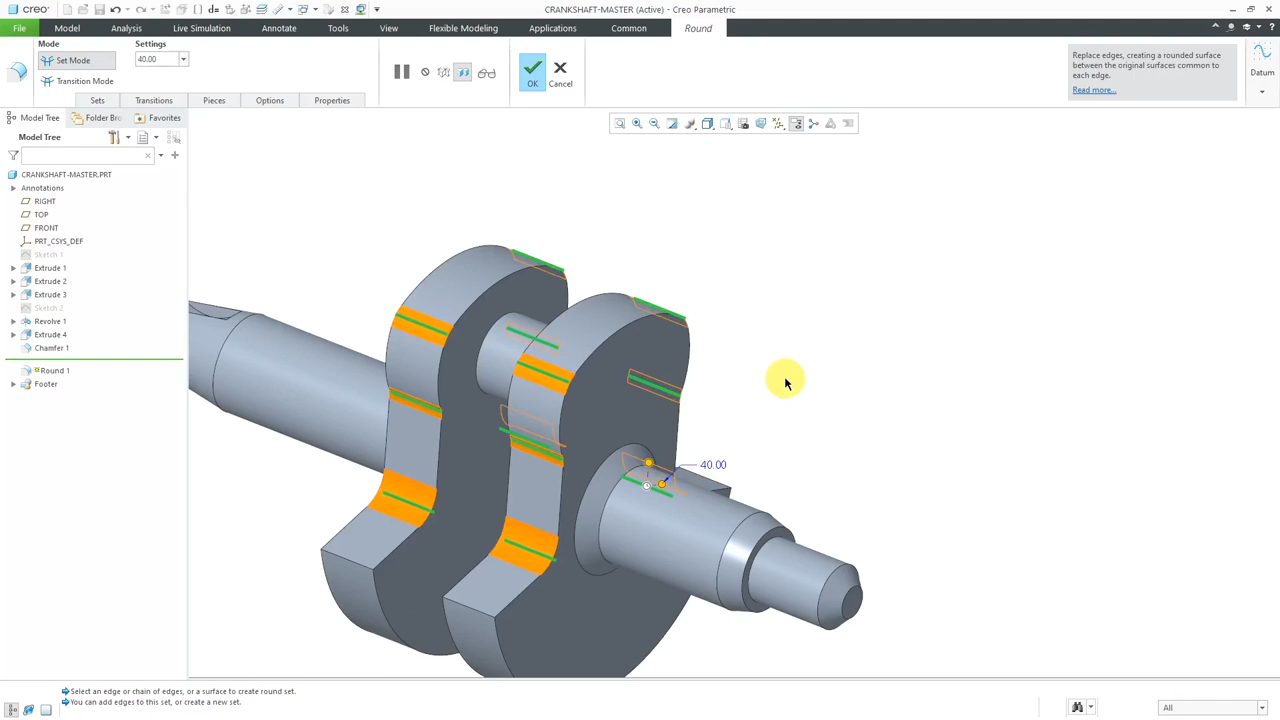 creo
CRANKSHAFT-MASTER (Active) - Creo Parametric
File
Model
Analysis
Live Simulation
Annotate
Tools
View
Flexible Modeling
Applications
Common
Round
Mode
Set Mode
Transition Mode
Settings
40.00
OK
Cancel
Replace edges, creating a rounded surface
between the original surfaces common to
each edge.
Read more...
Datum
Sets
Transitions
Pieces
Options
Properties
Model Tree
Folder Bro
Favorites
Model Tree
CRANKSHAFT-MASTER.PRT
Annotations
RIGHT
TOP
FRONT
PRT_CSYS_DEF
Sketch 1
Extrude 1
Extrude 2
Extrude 3
Sketch 2
Revolve 1
Extrude 4
Chamfer 1
Round 1
Footer
40.00
Select an edge or chain of edges, or a surface to create round set.
You can add edges to this set, or create a new set.
All